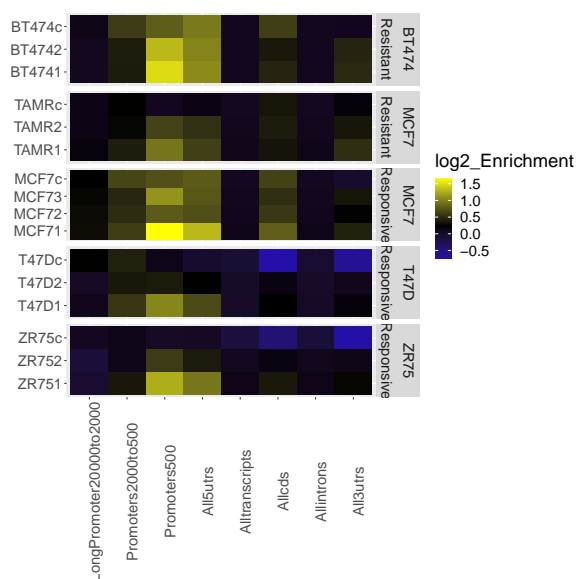 BT474c
BT4742
BT4741
BT474
Resistant
TAMRc
TAMR2
TAMR1
MCF7
Resistant
MCF7c
MCF73
MCF72
MCF71
MCF7
Responsive
T47Dc
T47D2
T47D1
T47D
Responsive
ZR75c
ZR752
ZR751
ZR75
Responsive
ongPromoter20000to2000
Promoters2000to500
Promoters500
All5utrs
Alltranscripts
Allcds
Allintrons
All3utrs
log2_Enrichment
1.5
1.0
0.5
0.0
−0.5